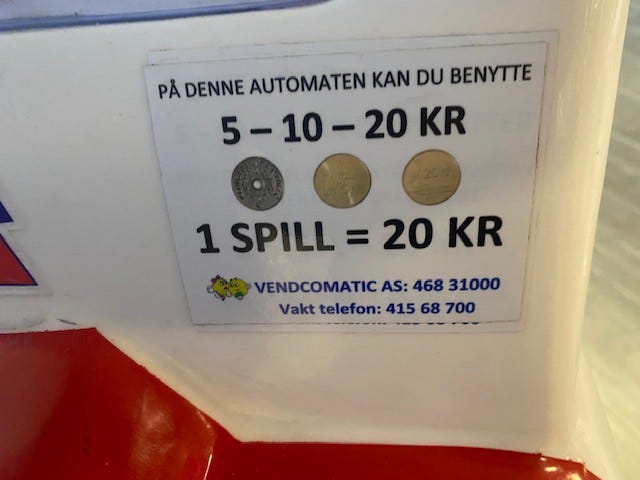 PÅ DENNE AUTOMATEN KAN DU BENYTTE
5 – 10 – 20 KR
1 SPILL = 20 KR
VENDCOMATIC AS: 468 31000
Vakt telefon: 415 68 700